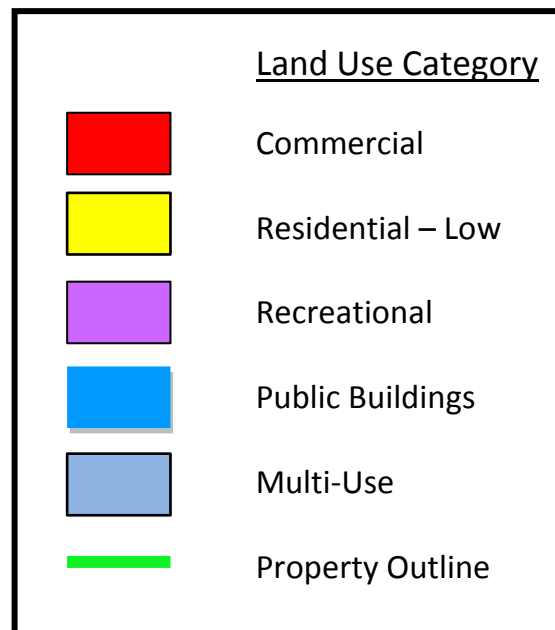 Land Use Category
Commercial
Residential – Low
Recreational
Public Buildings
Multi-Use
Property Outline